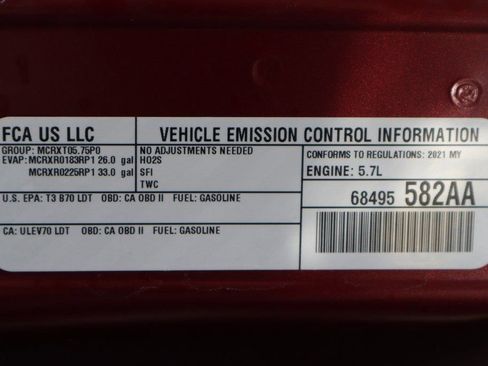 FCA US LLC
VEHICLE EMISSION CONTROL INFORMATION
GROUP: MCRXT05.75P0
EVAP: MCRXR0183RP1 26.0 gal
MCRXR0225RP1 33.0 gal
NO ADJUSTMENTS NEEDED
HO2S
SFI
TWC
CONFORMS TO REGULATIONS: 2021 MY
ENGINE: 5.7L
U.S. EPA: T3 B70 LDT OBD: CA OBD II FUEL: GASOLINE
68495 582AA
CA: ULEV70 LDT OBD: CA OBD II FUEL: GASOLINE